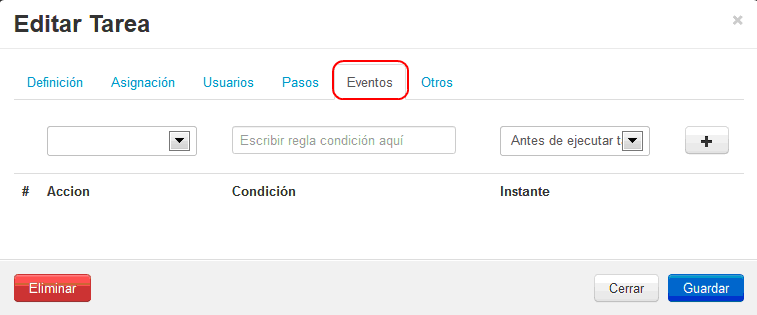 Editar Tarea ×
Definición Asignación Usuarios Pasos Eventos Otros
Escribir regla condición aquí Antes de ejecutar t +
# Accion Condición Instante
Eliminar Cerrar Guardar